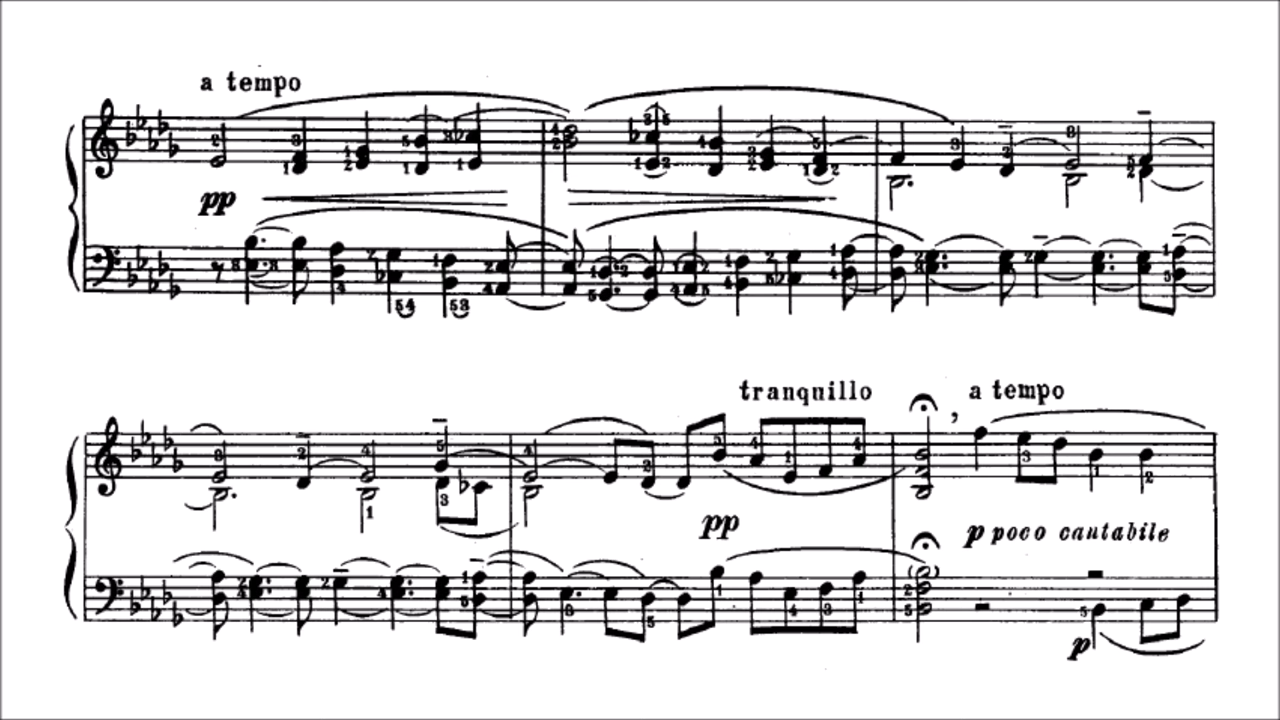 a tempo
pp
tranquillo
a tempo
pp
p poco cantabile
p